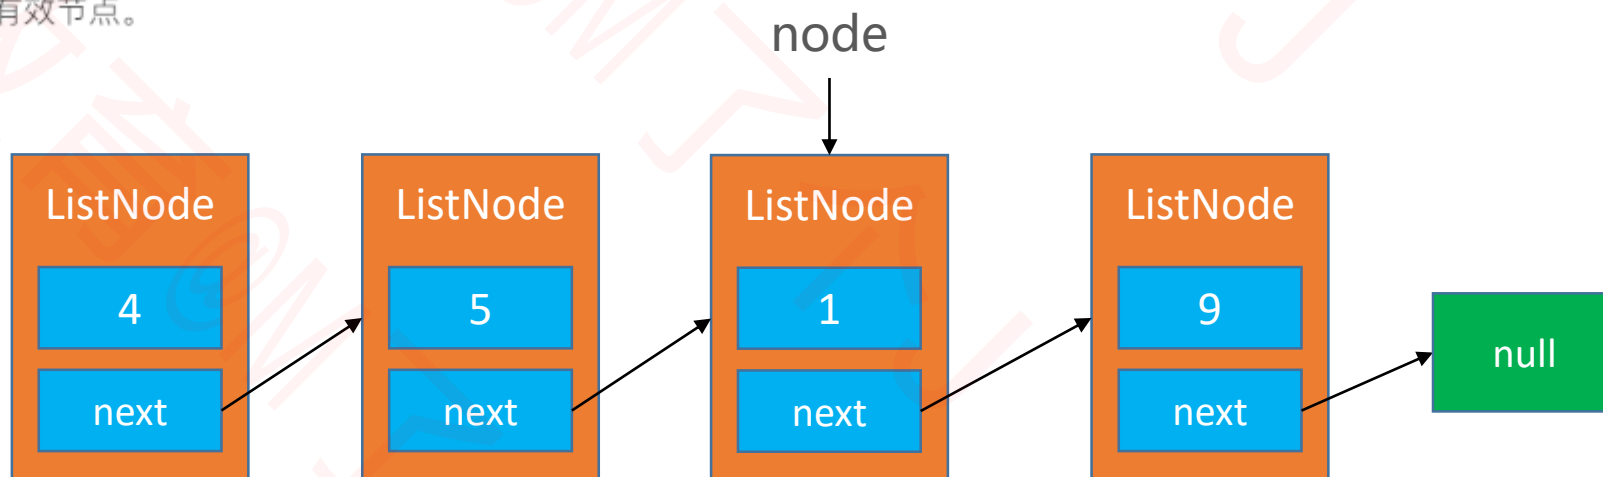 有效节点。
node
ListNode ListNode ListNode ListNode
4 5 1 9
null
next next next next